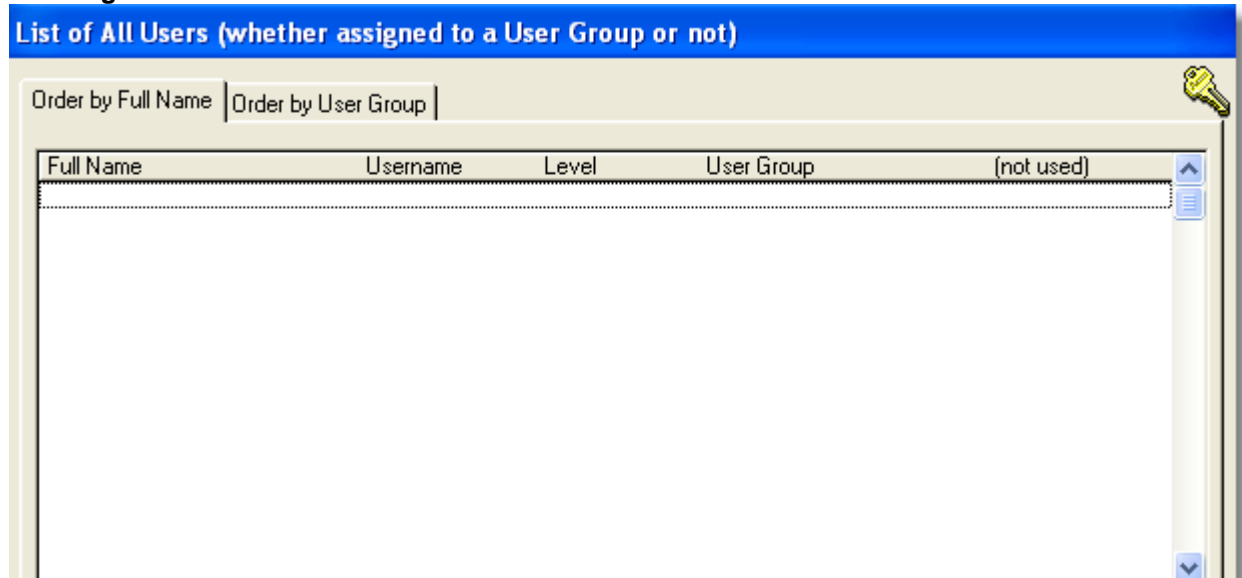 List of All Users (whether assigned to a User Group or not)
Order by Full Name Order by User Group
Full Name Username Level User Group (not used)